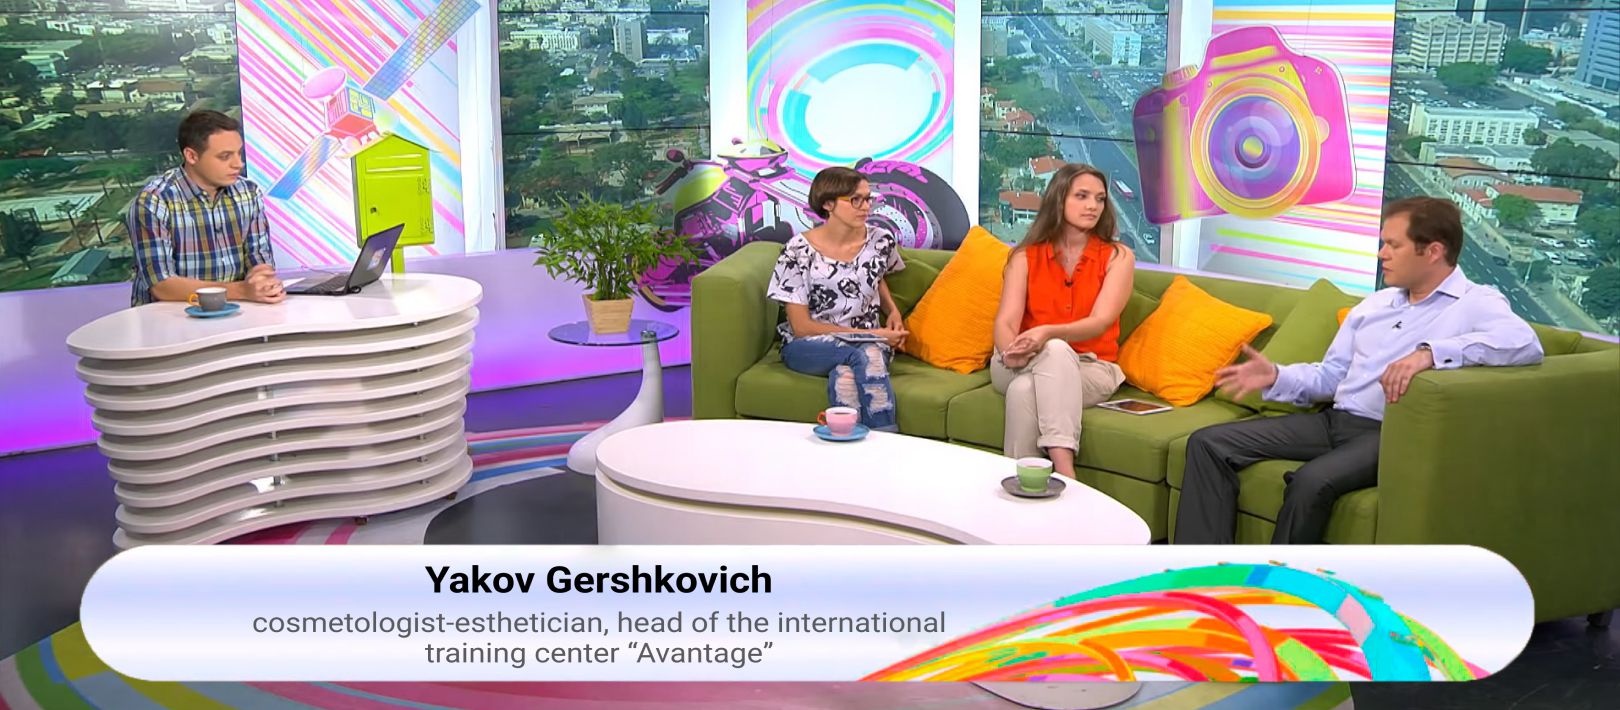 Yakov Gershkovich
cosmetologist-esthetician, head of the international
training center “Avantage”